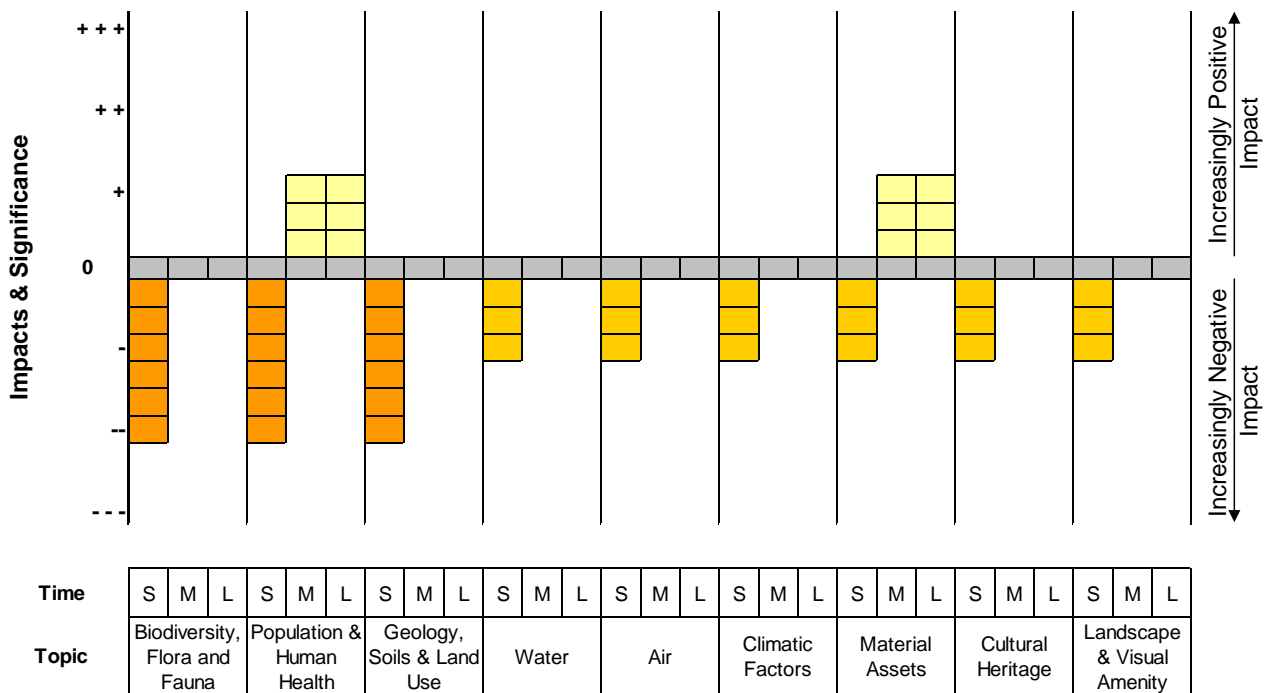 + + +
+ +
+
0
-
--
- - -
Impacts & Significance
Increasingly Positive
Impact
Increasingly Negative
Impact
Time S M L S M L S M L S M L S M L S M L S M L S M L S M L
Topic
Biodiversity,
Flora and
Fauna
Population &
Human
Health
Geology,
Soils & Land
Use
Water
Air
Climatic
Factors
Material
Assets
Cultural
Heritage
Landscape
& Visual
Amenity